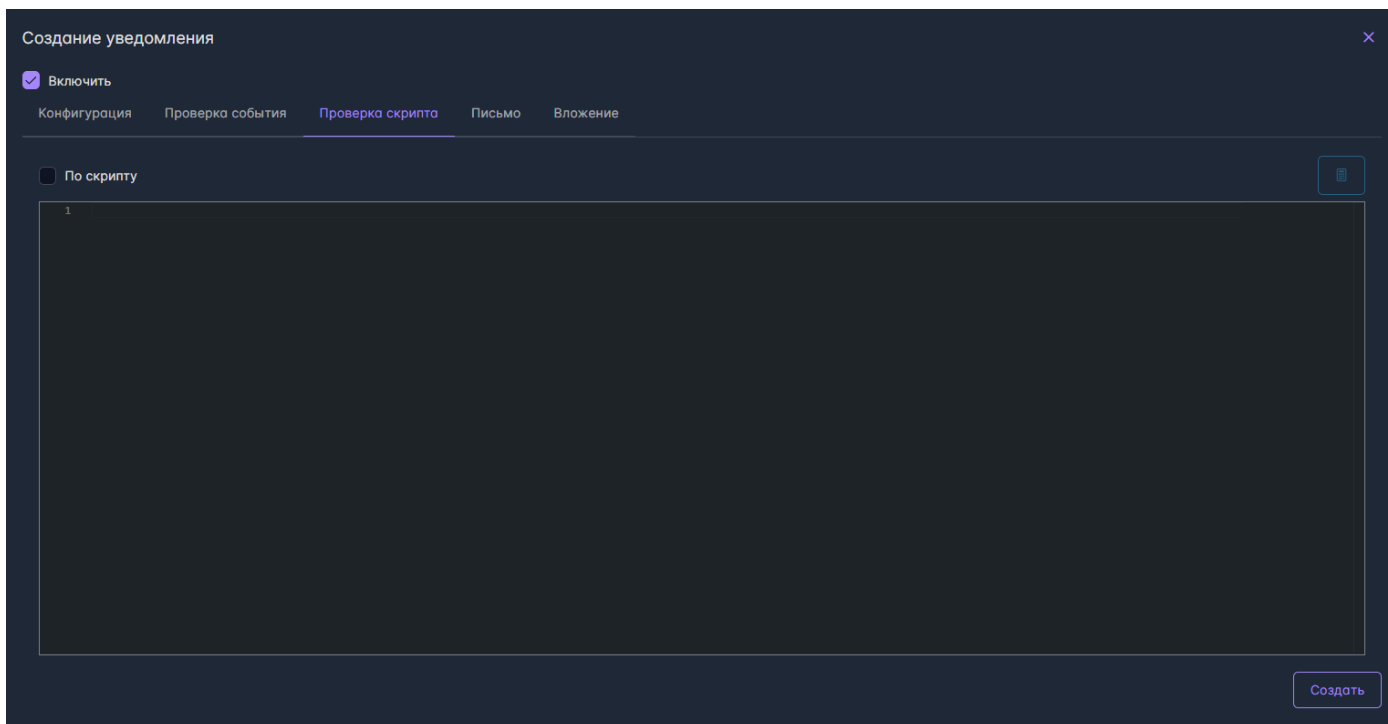 Создание уведомления
Включить
Конфигурация Проверка события Проверка скрипта Письмо Вложение
По скрипту
1
Создать